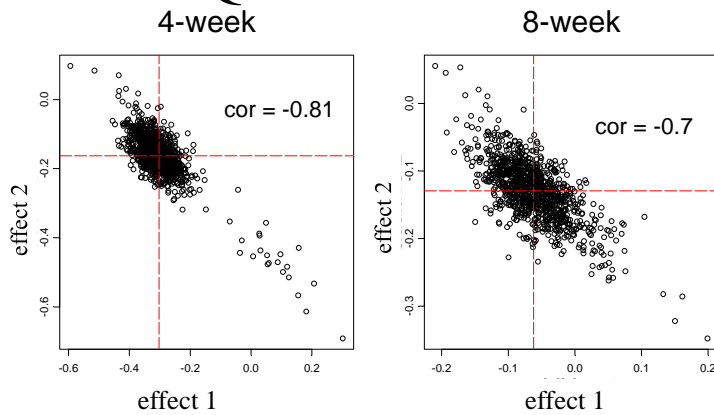 4-week
8-week
cor = -0.81
cor = -0.7
effect 2
effect 2
0.0
-0.2
-0.4
-0.6
0.0
-0.1
-0.2
-0.3
-0.6 -0.4 -0.2 0.0 0.2
-0.2 -0.1 0.0 0.1 0.2
effect 1
effect 1